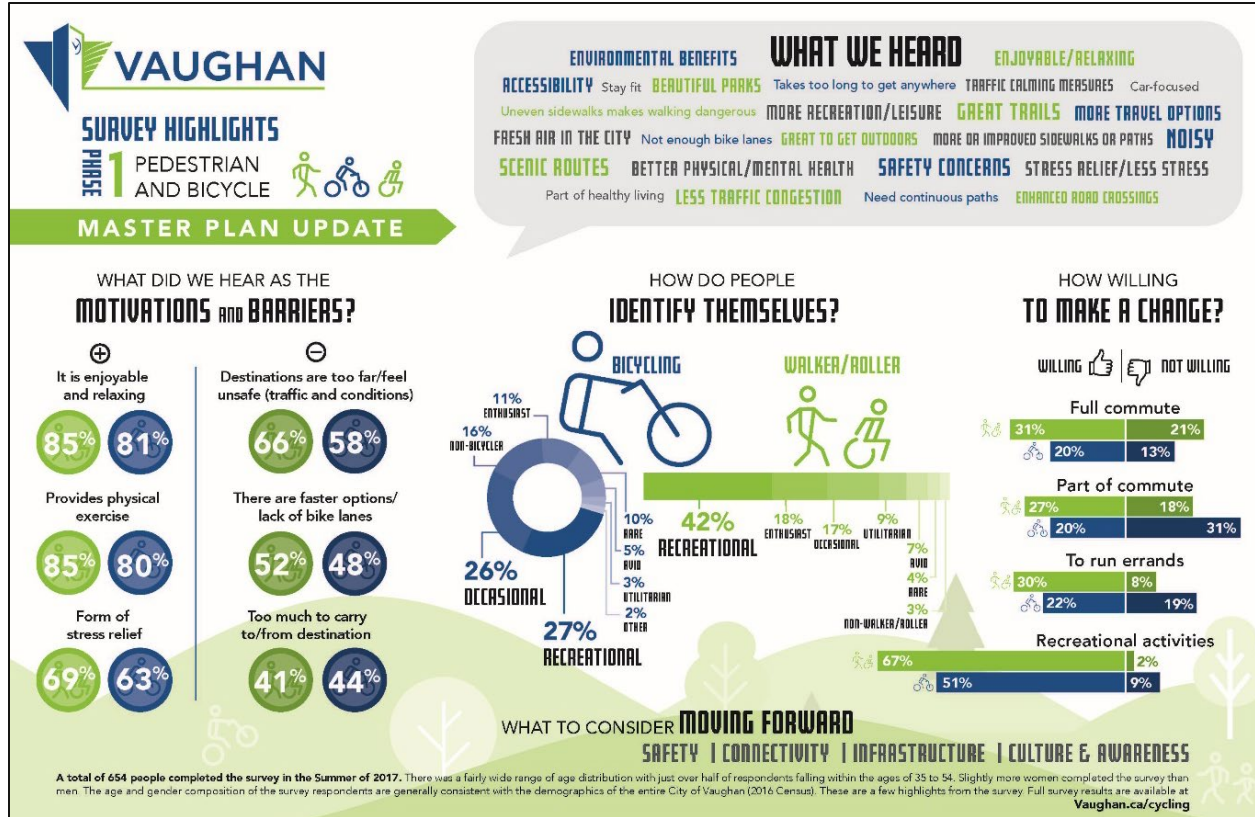 VAUGHAN
SURVEY HIGHLIGHTS
PHASE 1 PEDESTRIAN
AND BICYCLE
MASTER PLAN UPDATE
ENVIRONMENTAL BENEFITS WHAT WE HEARD ENJOYABLE/RELAXING
ACCESSIBILITY Stay fit BEAUTIFUL PARKS Takes too long to get anywhere TRAFFIC CALMING MEASURES Car-focused
Uneven sidewalks makes walking dangerous MORE RECREATION/LEISURE GREAT TRAILS MORE TRAVEL OPTIONS
FRESH AIR IN THE CITY Not enough bike lanes GREAT TO GET OUTDOORS MORE OR IMPROVED SIDEWALKS OR PATHS NOISY
SCENIC ROUTES BETTER PHYSICAL/MENTAL HEALTH SAFETY CONCERNS STRESS RELIEF/LESS STRESS
Part of healthy living LESS TRAFFIC CONGESTION Need continuous paths ENHANCED ROAD CROSSINGS
WHAT DID WE HEAR AS THE
MOTIVATIONS AND BARRIERS?
It is enjoyable
and relaxing
85% 81%
Provides physical
exercise
85% 80%
Form of
stress relief
69% 63%
Destinations are too far/feel
unsafe (traffic and conditions)
66% 58%
There are faster options/
lack of bike lanes
52% 48%
Too much to carry
to/from destination
41% 44%
HOW DO PEOPLE
IDENTIFY THEMSELVES?
BICYCLING
11%
ENTHUSIAST
16%
NON-BICYCLER
26%
OCCASIONAL
27%
RECREATIONAL
10%
RARE
5%
AVID
3%
UTILITARIAN
2%
OTHER
WALKER/ROLLER
42%
RECREATIONAL
18%
ENTHUSIAST
17%
OCCASIONAL
9%
UTILITARIAN
7%
AVID
4%
RARE
3%
NON-WALKER/ROLLER
HOW WILLING
TO MAKE A CHANGE?
WILLING NOT WILLING
Full commute
31% 21%
20% 13%
Part of commute
27% 18%
20% 31%
To run errands
30% 8%
22% 19%
Recreational activities
67% 2%
51% 9%
WHAT TO CONSIDER MOVING FORWARD
SAFETY | CONNECTIVITY | INFRASTRUCTURE | CULTURE & AWARENESS
A total of 654 people completed the survey in the Summer of 2017. There was a fairly wide range of age distribution with just over half of respondents falling within the ages of 35 to 54. Slightly more women completed the survey than
men. The age and gender composition of the survey respondents are generally consistent with the demographics of the entire City of Vaughan (2016 Census). These are a few highlights from the survey. Full survey results are available at
Vaughan.ca/cycling